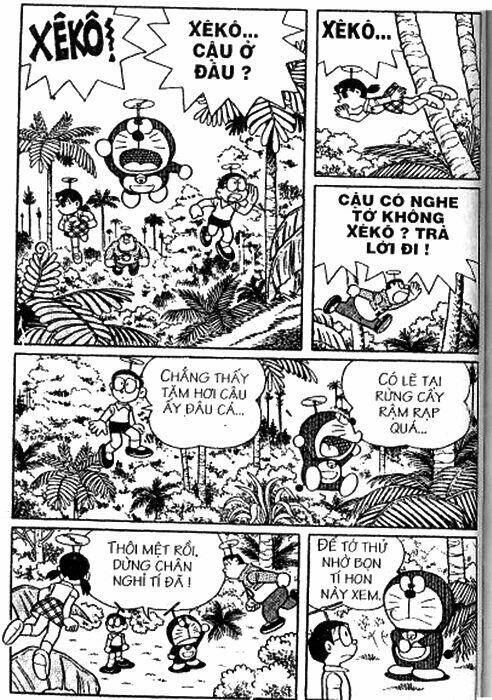 XÊKÔ!
XÊKÔ...
CẬU Ở
ĐÂU ?
XÊKÔ...
CẬU CÓ NGHE
TỚ KHÔNG
XÊKÔ ? TRẢ
LỜI ĐI !
CHẲNG THẤY
TĂM HƠI CẬU
ẤY ĐÂU CẢ...
CÓ LẼ TẠI
RỪNG CÂY
RẬM RẠP
QUÁ...
THÔI MỆT RỒI,
DỪNG CHÂN
NGHỈ TÍ ĐÃ !
ĐỂ TỚ THỬ
NHỜ BỌN
TÍ HON
NÀY XEM.